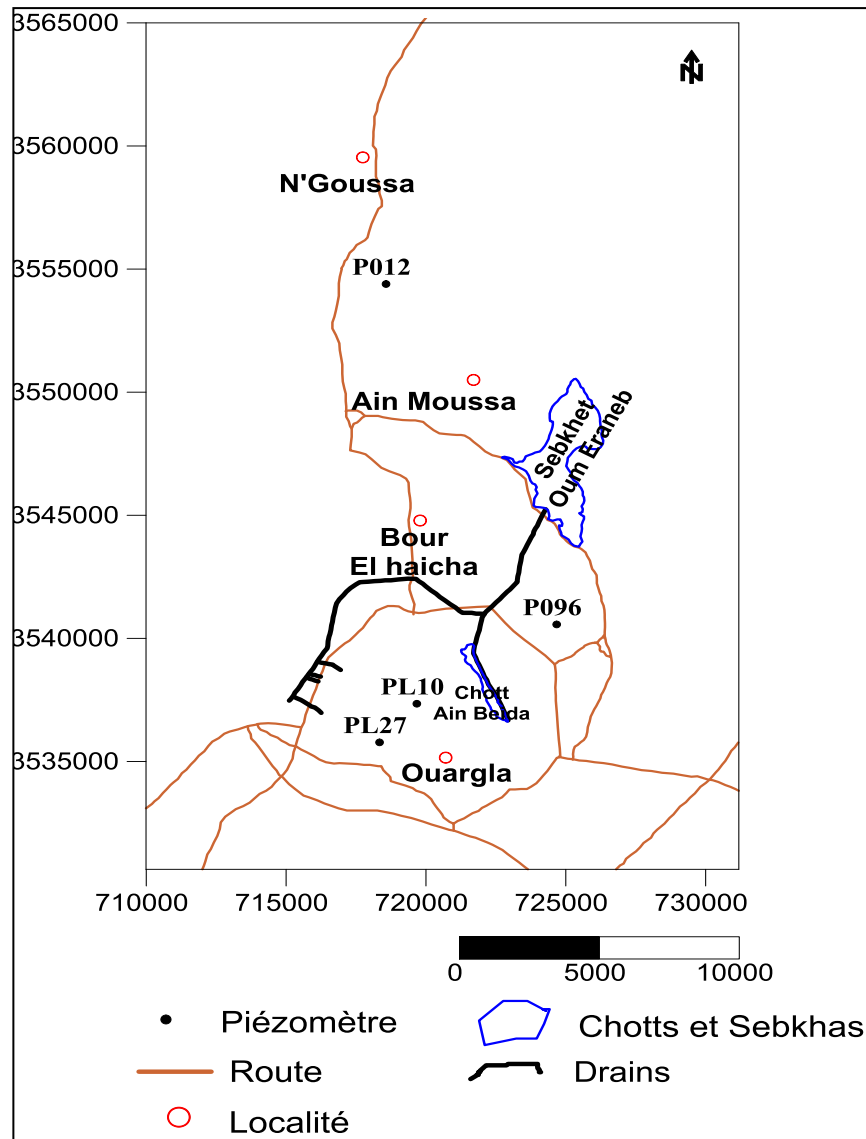 3565000
N
3560000
N'Goussa
3555000
P012
3550000
Ain Moussa
Sebkhet
Oum Eraneb
3545000
Bour
El haicha
P096
3540000
PL10
Chott
Ain Beida
PL27
3535000
Ouargla
710000 715000 720000 725000 730000
0 5000 10000
Piézomètre
Chotts et Sebkhas
Route
Drains
Localité